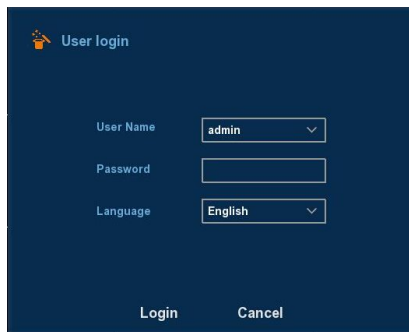 User login
User Name admin
Password
Language English
Login Cancel